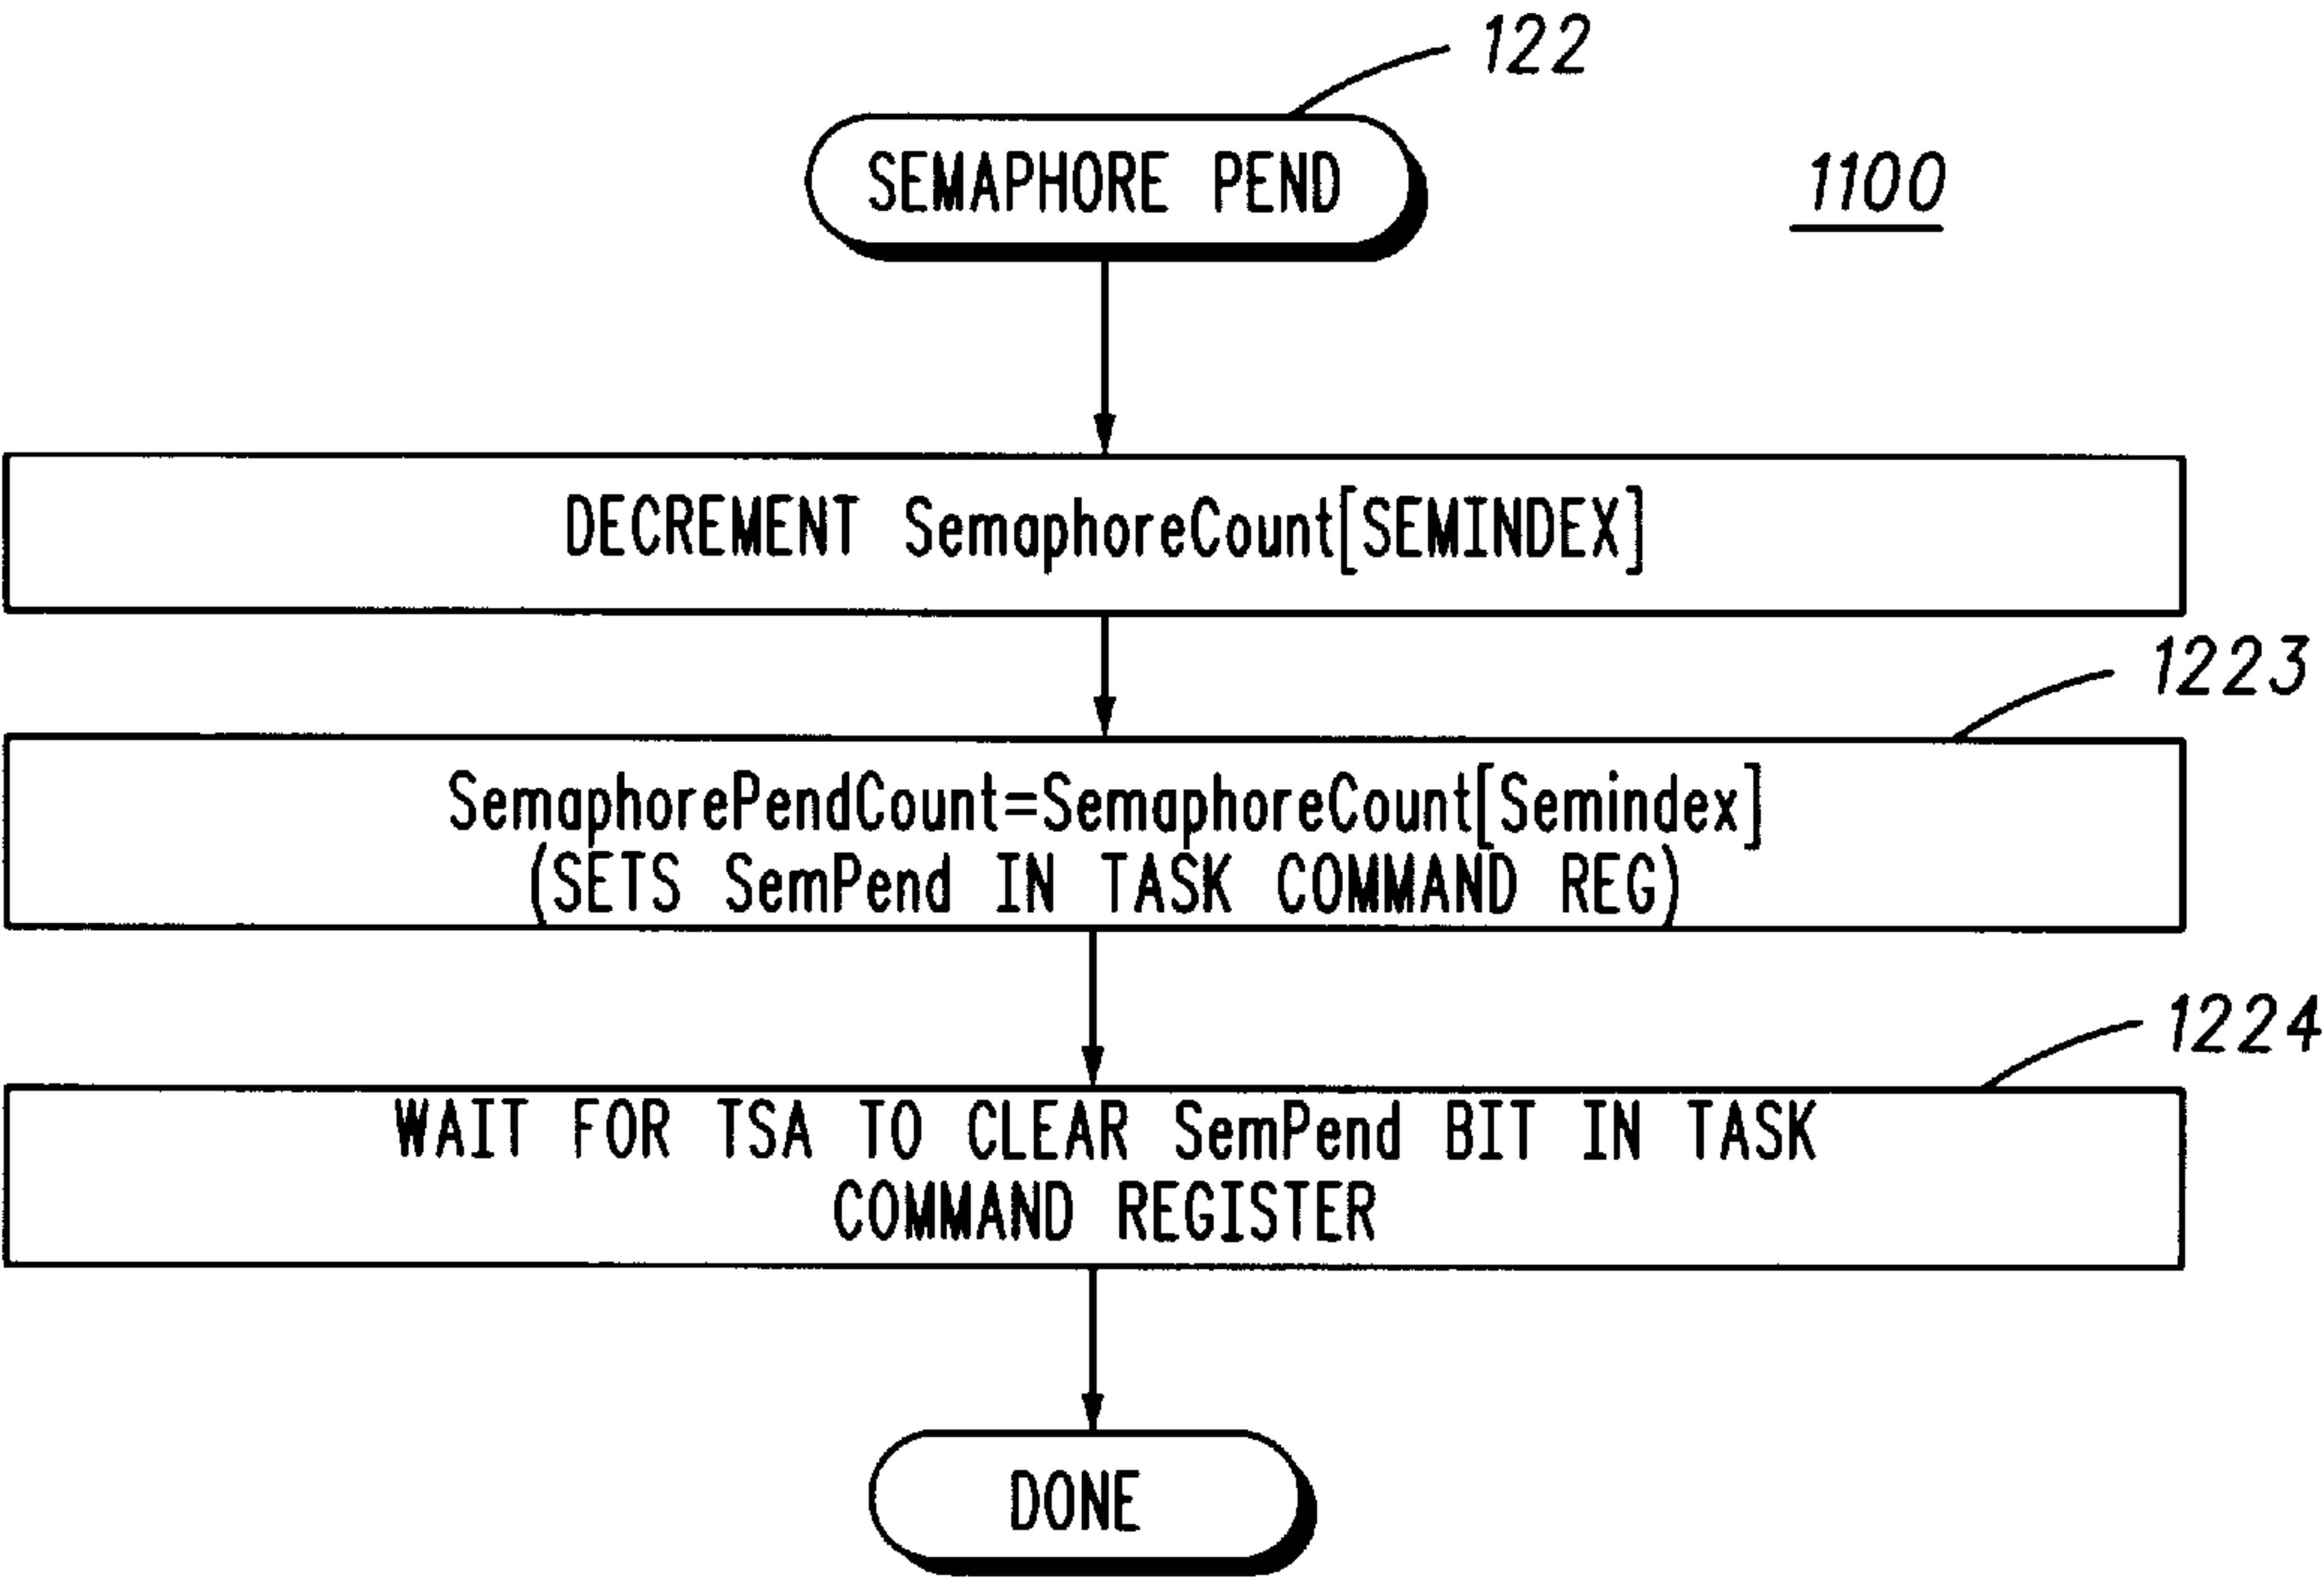 122
SEMAPHORE PEND
1100
DECREMENT SemaphoreCount[SEMINDEX]
1223
SemaphorePendCount=SemaphoreCount[Semindex]
(SETS SemPend IN TASK COMMAND REG)
1224
WAIT FOR TSA TO CLEAR SemPend BIT IN TASK
COMMAND REGISTER
DONE